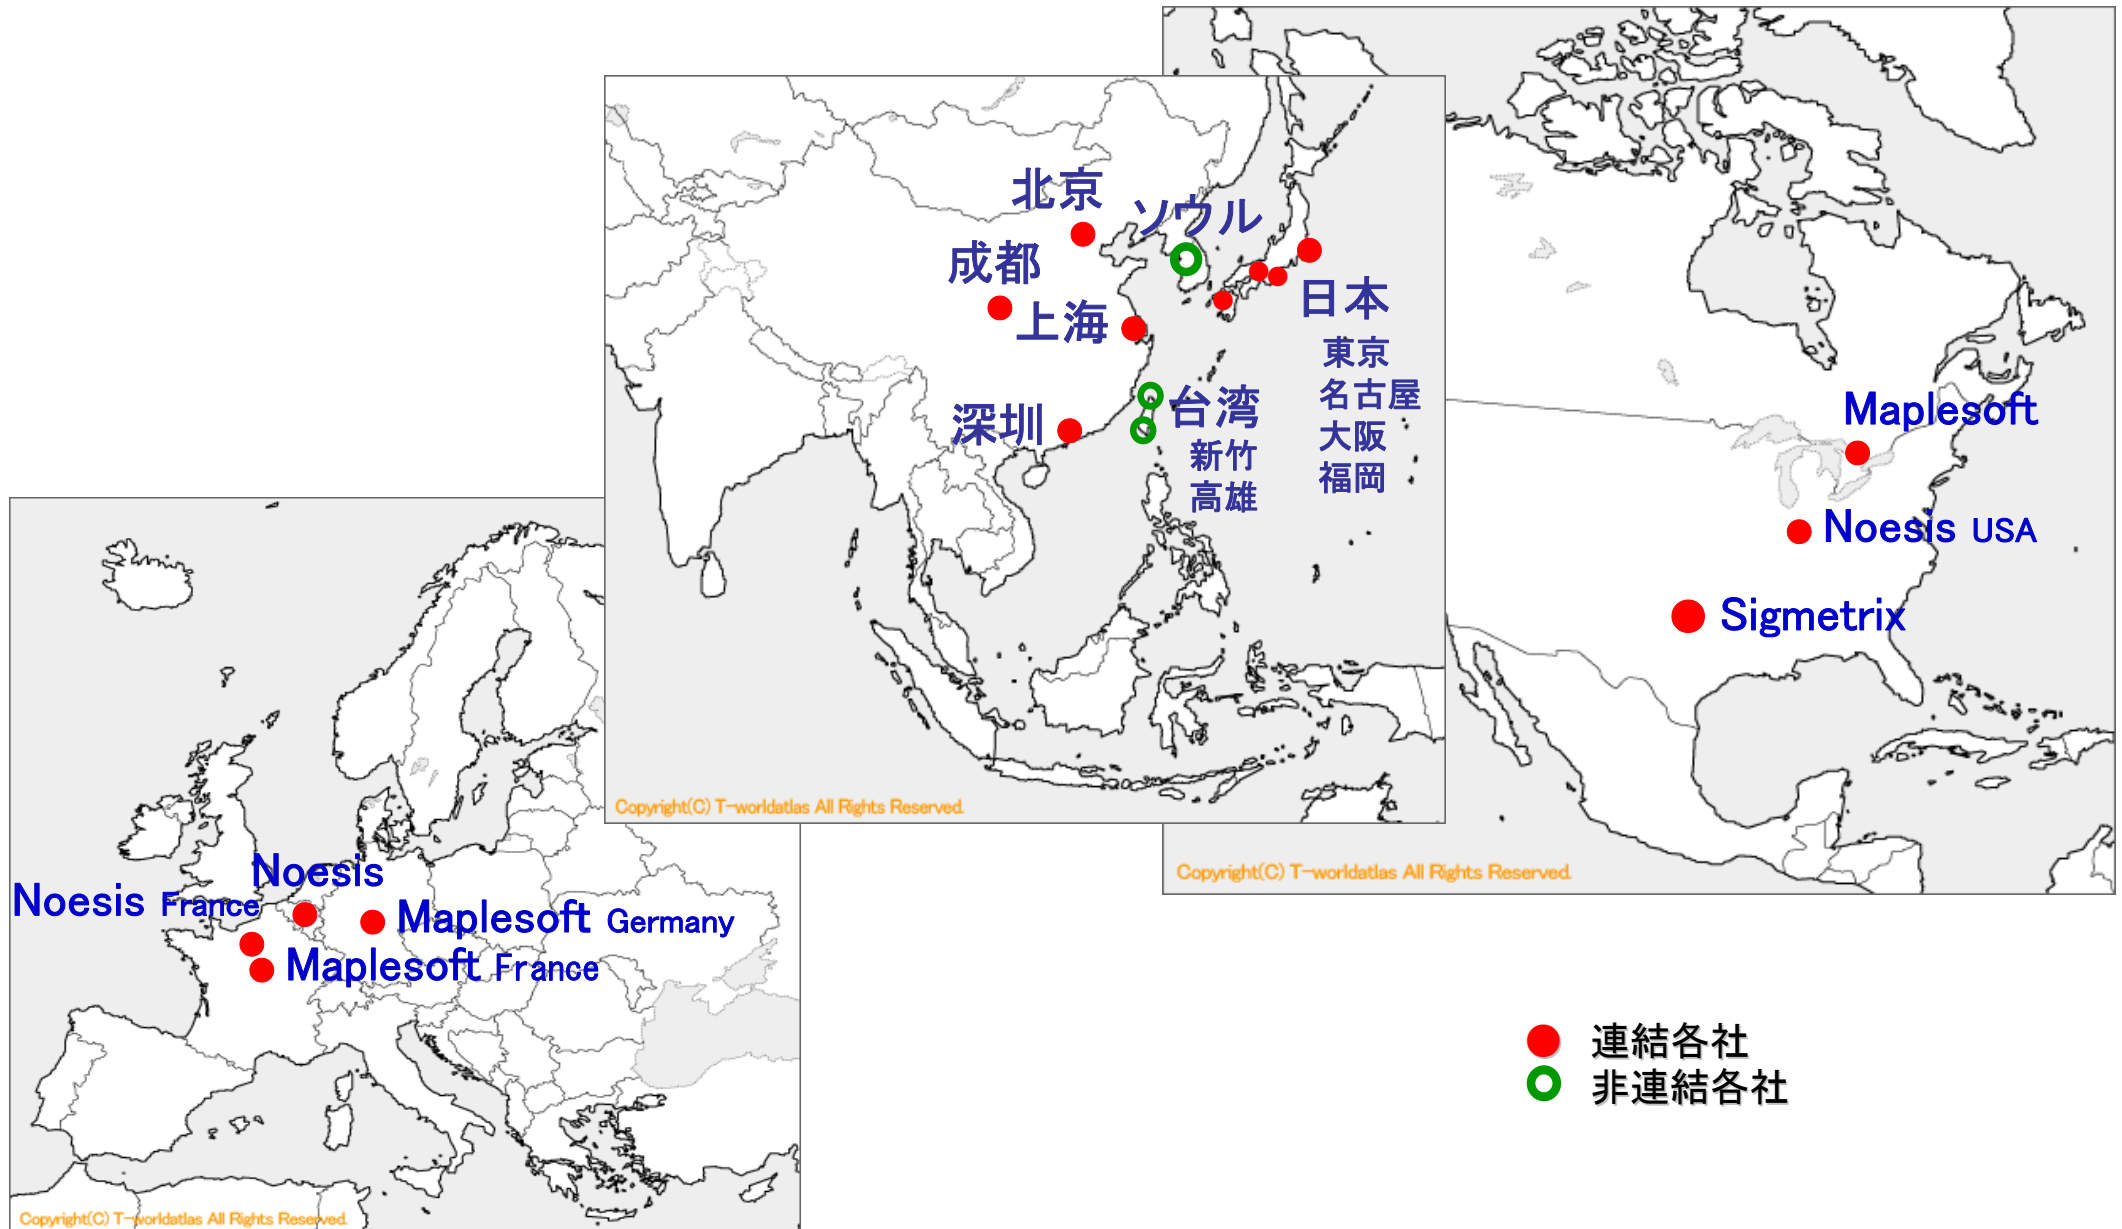 北京
ソウル
成都
上海
日本
東京
名古屋
大阪
福岡
台湾
新竹
高雄
深圳
Copyright(C) T-worldatlas All Rights Reserved.
Maplesoft
Noesis USA
Sigmetrix
Copyright(C) T-worldatlas All Rights Reserved.
Noesis
Noesis France
Maplesoft Germany
Maplesoft France
Copyright(C) T-worldatlas All Rights Reserved.
連結各社
非連結各社